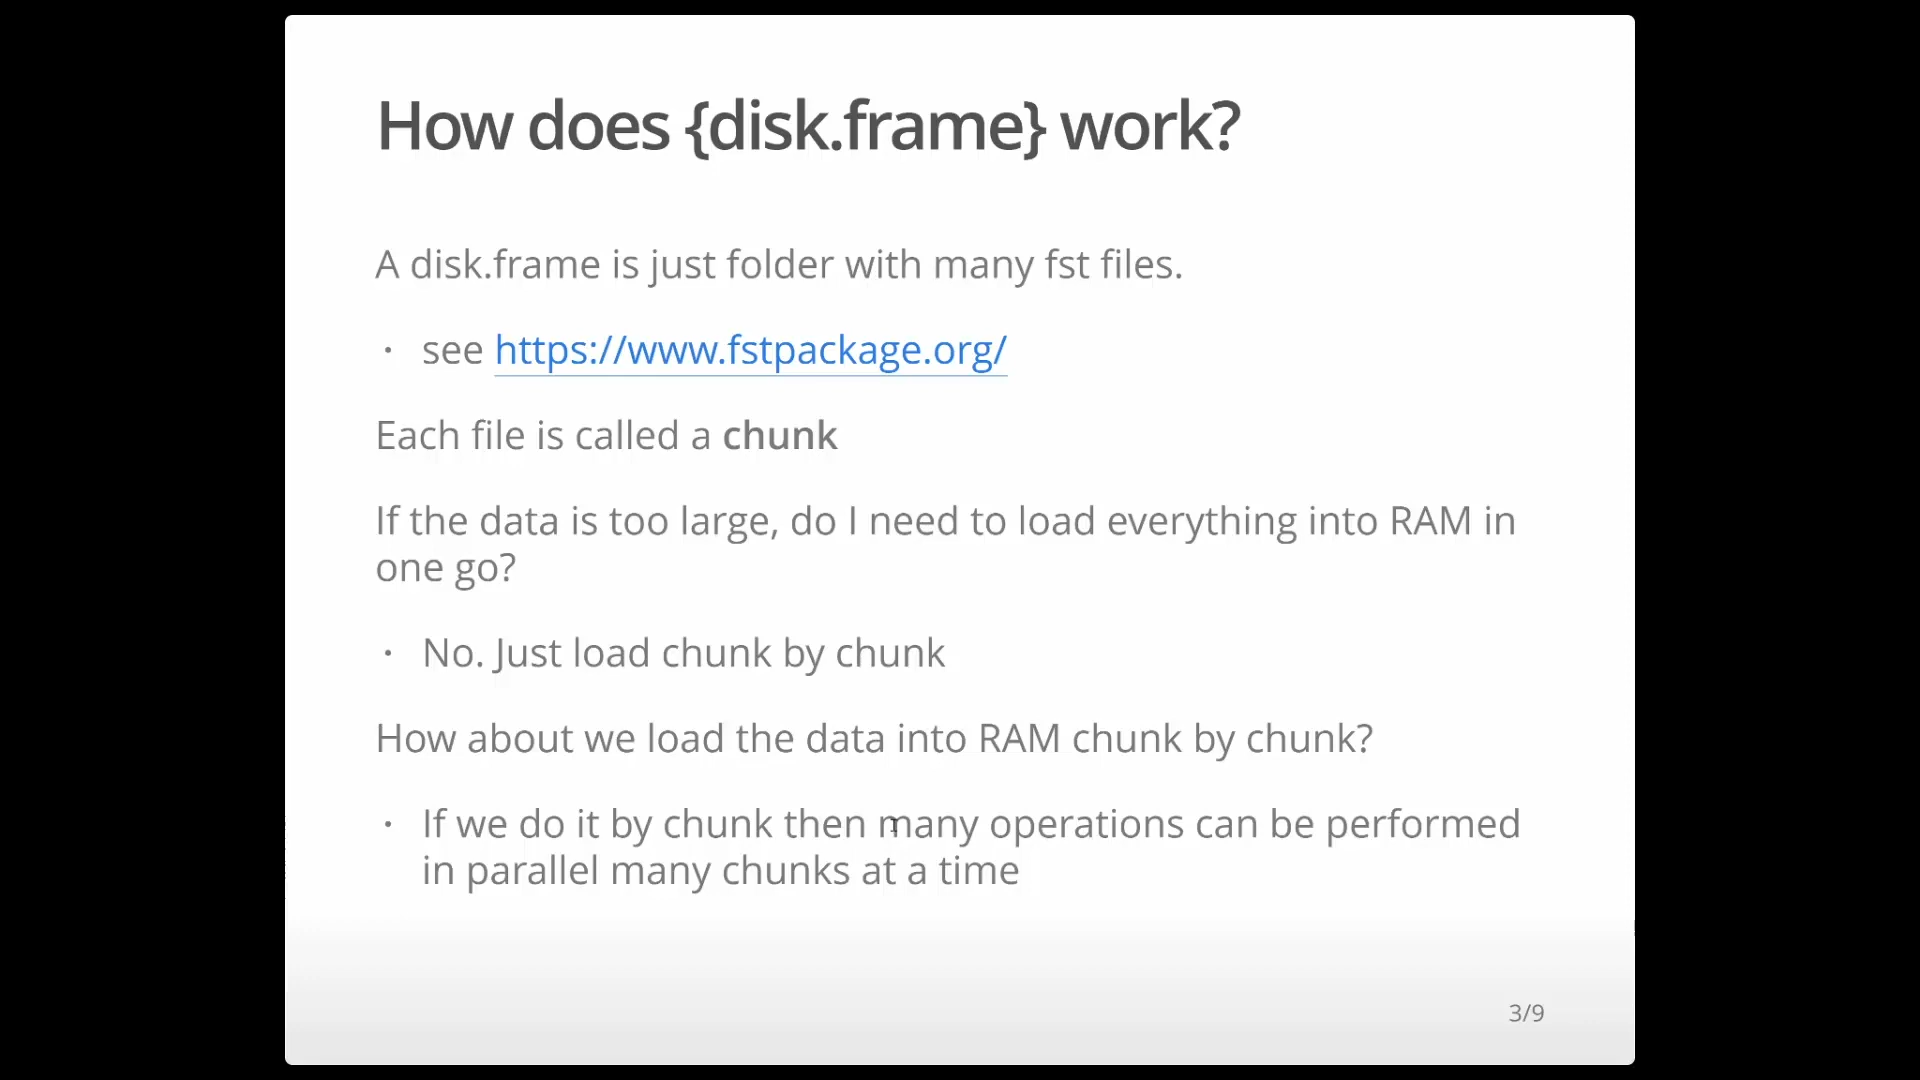 How does {disk.frame} work?
A disk.frame is just folder with many fst files.
· see https://www.fstpackage.org/
Each file is called a chunk
If the data is too large, do I need to load everything into RAM in
one go?
· No. Just load chunk by chunk
How about we load the data into RAM chunk by chunk?
· If we do it by chunk then many operations can be performed
in parallel many chunks at a time
3/9